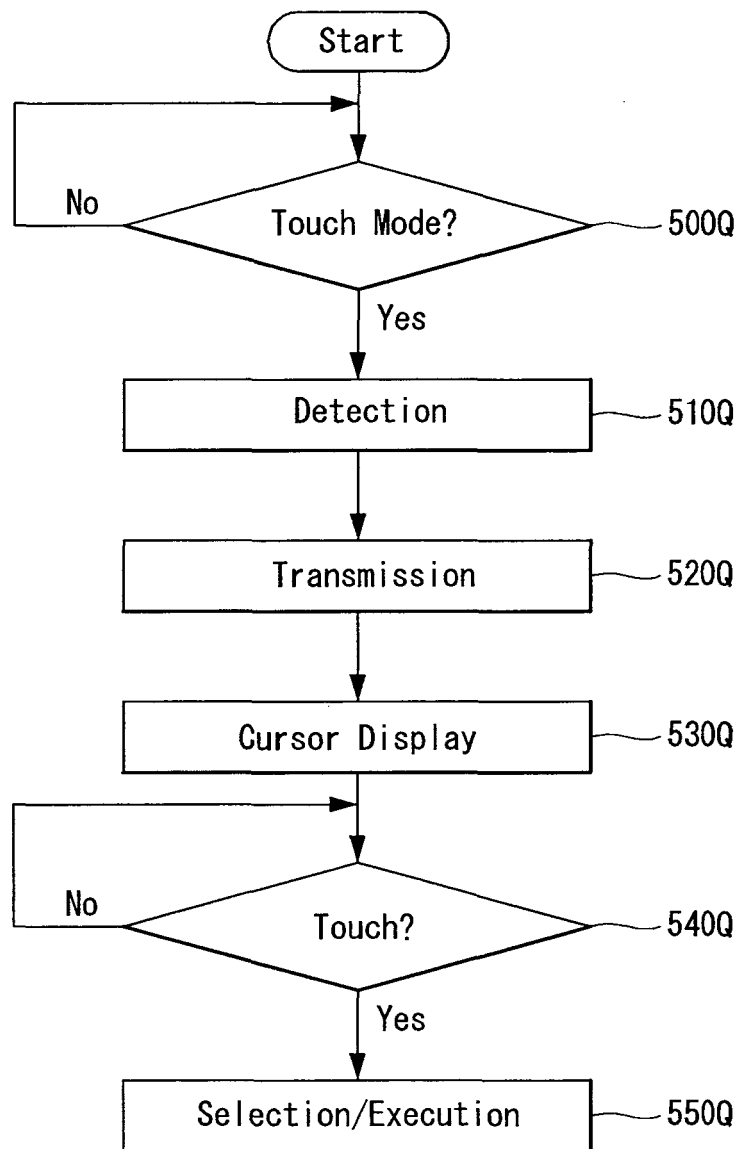 Start
No
Touch Mode?
500Q
Yes
Detection
510Q
Transmission
520Q
Cursor Display
530Q
No
Touch?
540Q
Yes
Selection/Execution
550Q